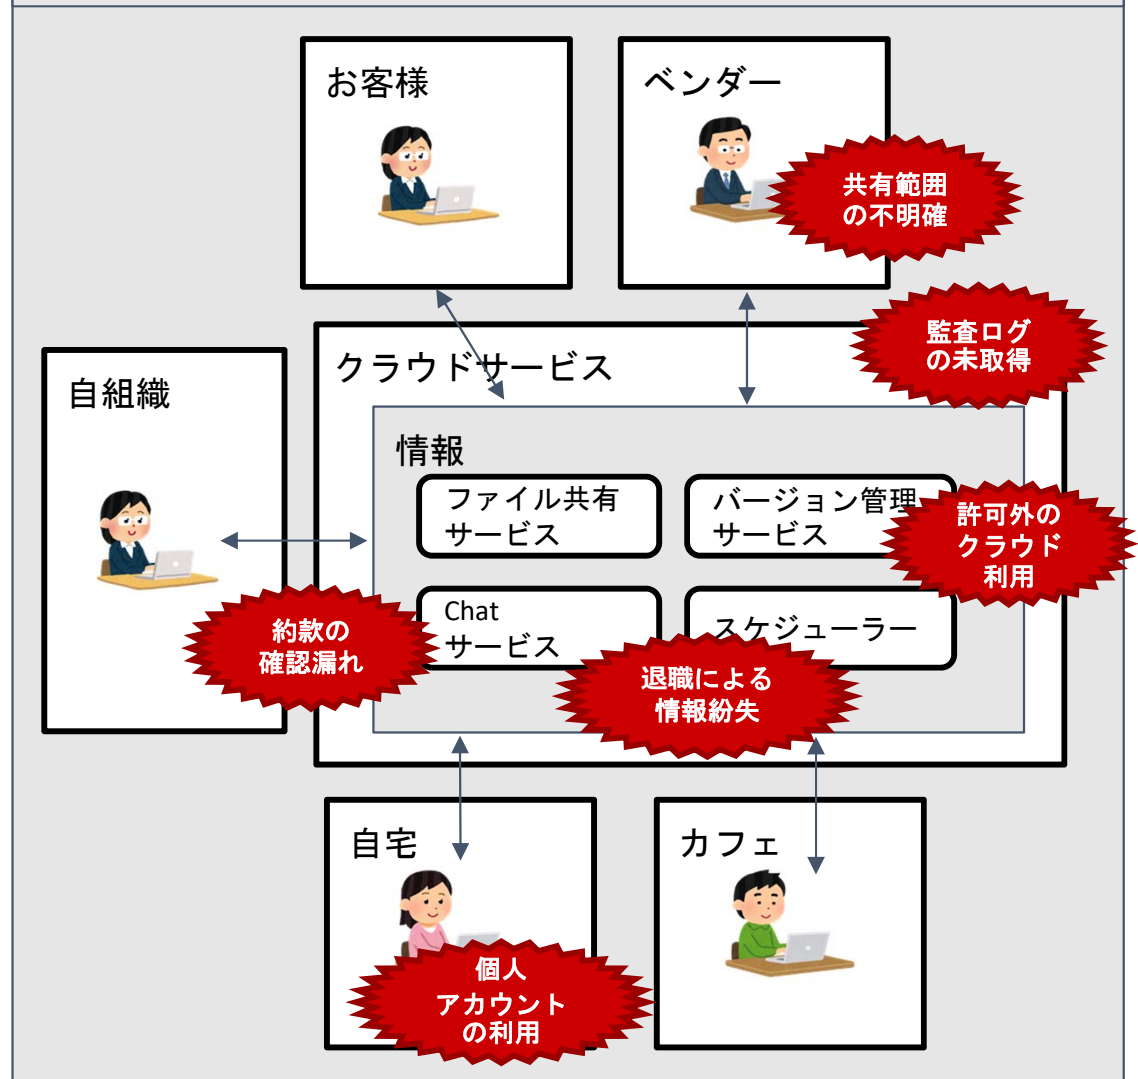 お客様
ベンダー
共有範囲
の不明確
監査ログ
の未取得
クラウドサービス
自組織
情報
ファイル共有
サービス
バージョン管理
サービス
許可外の
クラウド
利用
Chat
サービス
スケジューラー
約款の
確認漏れ
退職による
情報紛失
自宅
カフェ
個人
アカウント
の利用